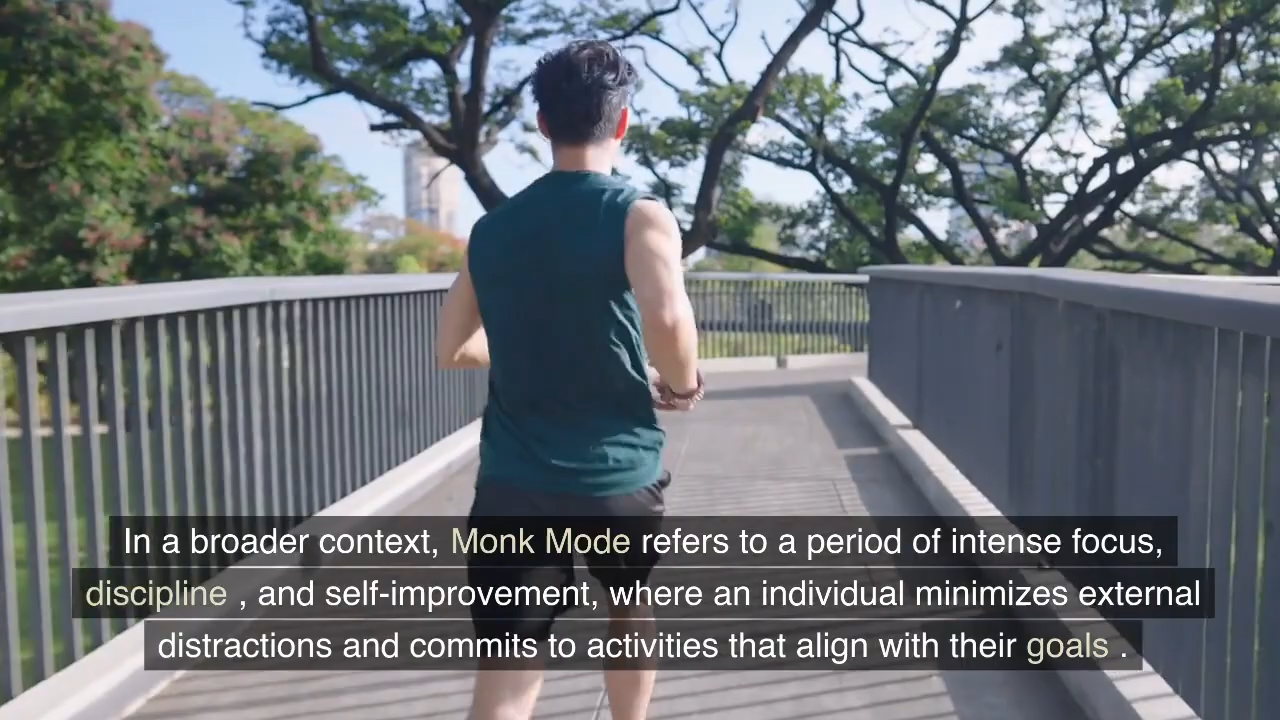 In a broader context, Monk Mode refers to a period of intense focus,
discipline , and self-improvement, where an individual minimizes external
distractions and commits to activities that align with their goals .